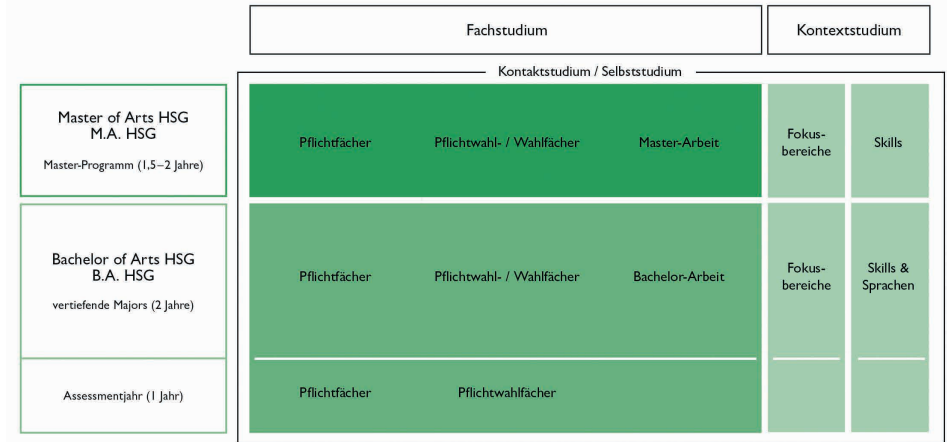 Fachstudium
Kontextstudium
Kontaktstudium / Selbststudium
Master of Arts HSG
M.A. HSG
Master-Programm (1,5–2 Jahre)
Pflichtfächer
Pflichtwahl- / Wahlfächer
Master-Arbeit
Fokus-
bereiche
Skills
Bachelor of Arts HSG
B.A. HSG
vertiefende Majors (2 Jahre)
Pflichtfächer
Pflichtwahl- / Wahlfächer
Bachelor-Arbeit
Fokus-
bereiche
Skills &
Sprachen
Assessmentjahr (1 Jahr)
Pflichtfächer
Pflichtwahlfächer